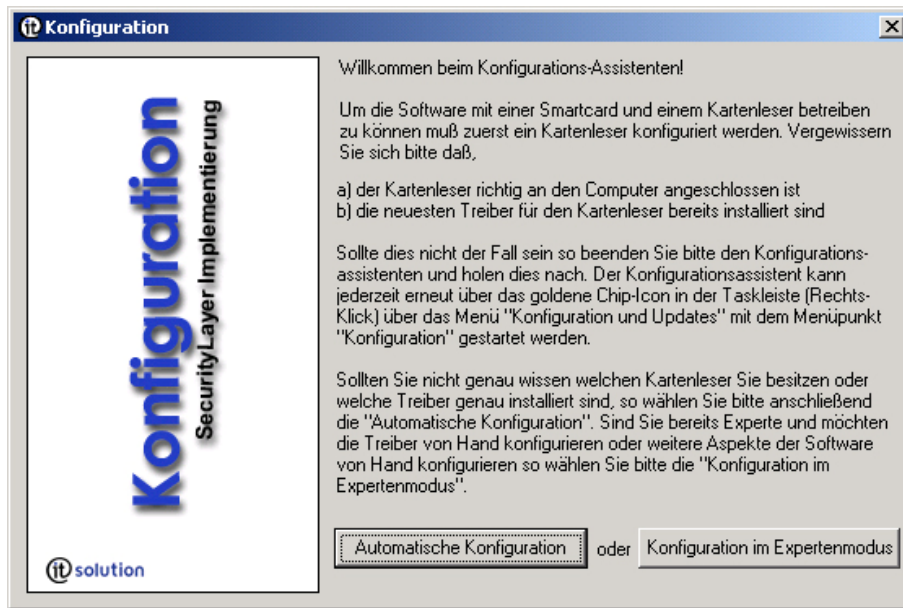 Konfiguration
Willkommen beim Konfigurations-Assistenten!
Um die Software mit einer Smartcard und einem Kartenleser betreiben
zu können muß zuerst ein Kartenleser konfiguriert werden. Vergewissern
Sie sich bitte daß,
a) der Kartenleser richtig an den Computer angeschlossen ist
b) die neuesten Treiber für den Kartenleser bereits installiert sind
Sollte dies nicht der Fall sein so beenden Sie bitte den Konfigurations-
assistenten und holen dies nach. Der Konfigurationsassistent kann
jederzeit erneut über das goldene Chip-Icon in der Taskleiste (Rechts-
Klick) über das Menü "Konfiguration und Updates" mit dem Menüpunkt
"Konfiguration" gestartet werden.
Sollten Sie nicht genau wissen welchen Kartenleser Sie besitzen oder
welche Treiber genau installiert sind, so wählen Sie bitte anschließend
die "Automatische Konfiguration". Sind Sie bereits Experte und möchten
die Treiber von Hand konfigurieren oder weitere Aspekte der Software
von Hand konfigurieren so wählen Sie bitte die "Konfiguration im
Expertenmodus".
Konfiguration
SecurityLayer Implementierung
it solution
Automatische Konfiguration oder Konfiguration im Expertenmodus